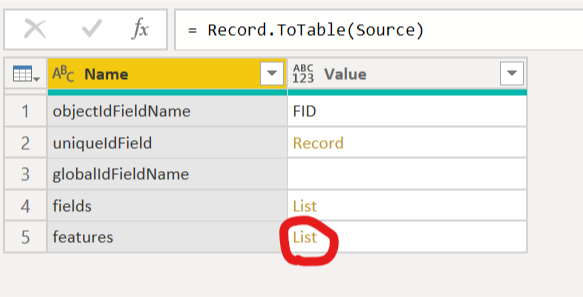 fx = Record.ToTable(Source)
ABC Name ABC 123 Value
1 objectIdFieldName FID
2 uniqueIdField Record
3 globalIdFieldName
4 fields List
5 features List